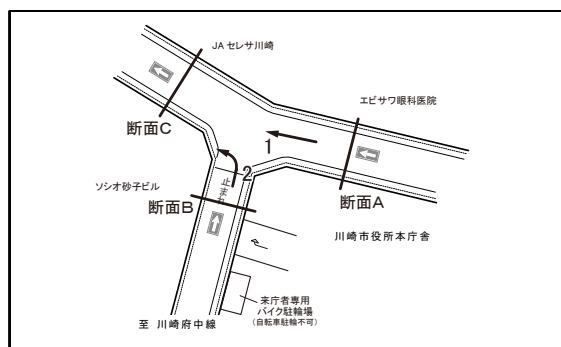 JA セレサ川崎
エビサワ眼科医院
断面C
1
2
止まれ
ソシオ砂子ビル
断面B
断面A
川崎市役所本庁舎
来庁者専用
バイク駐輪場
(自転車駐輪不可)
至 川崎府中線